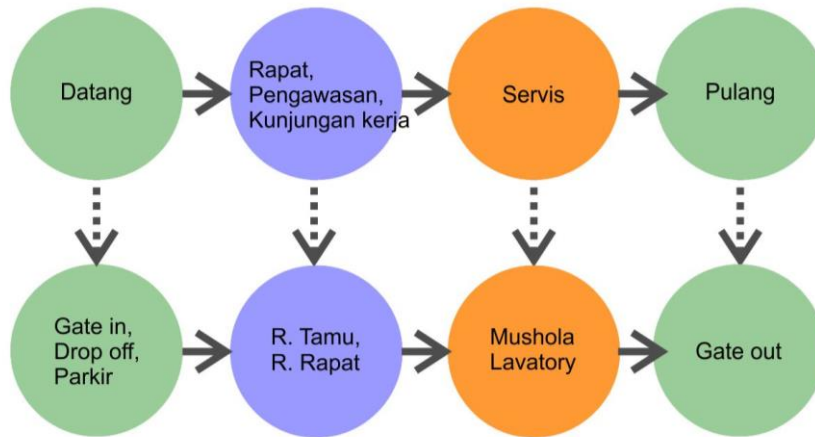 Datang
Rapat,
Pengawasan,
Kunjungan kerja
Servis
Pulang
Gate in,
Drop off,
Parkir
R. Tamu,
R. Rapat
Mushola
Lavatory
Gate out